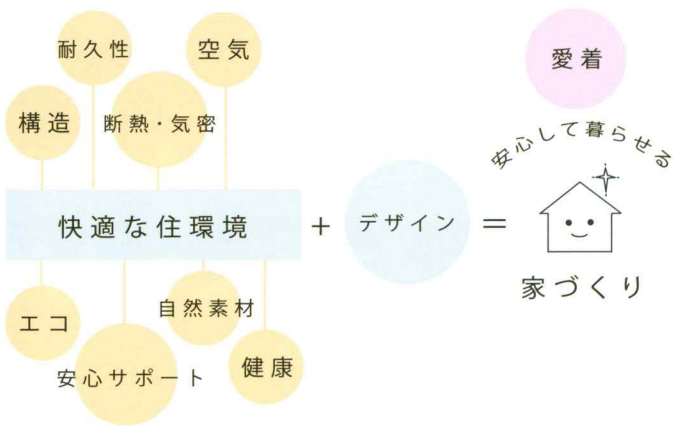 耐久性
空気
構造
断熱・気密
快適な住環境
エコ
自然素材
安心サポート
健康
+
デザイン
=
愛着
安心して暮らせる
家づくり